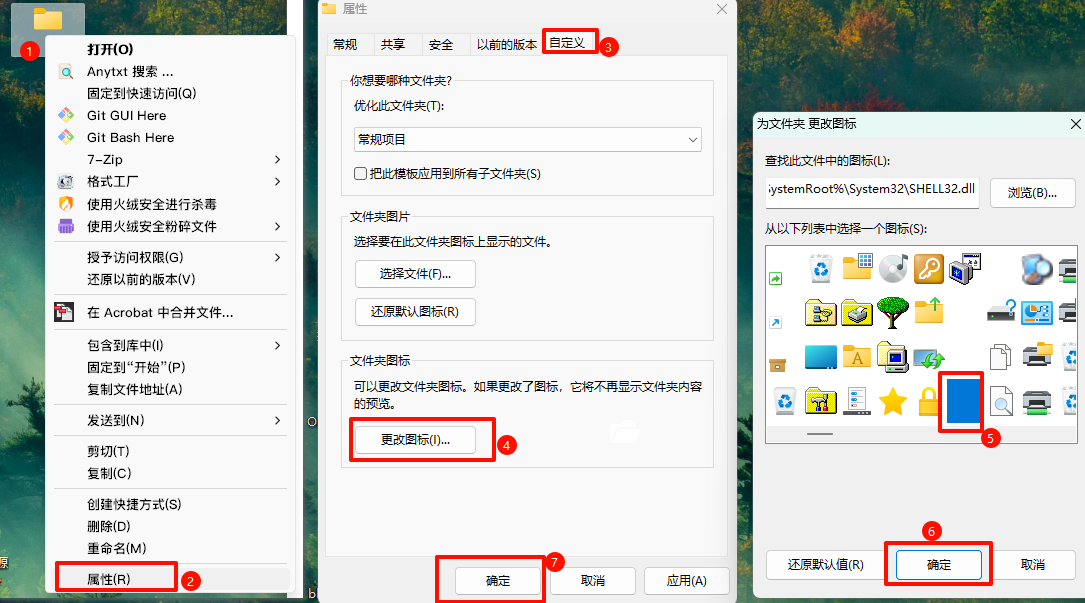 1
打开(O)
Anytxt 搜索 ...
固定到快速访问(Q)
Git GUI Here
Git Bash Here
7-Zip
格式工厂
使用火绒安全进行杀毒
使用火绒安全粉碎文件
授予访问权限(G)
还原以前的版本(V)
在 Acrobat 中合并文件...
包含到库中(I)
固定到“开始”(P)
复制文件地址(A)
发送到(N)
剪切(T)
复制(C)
创建快捷方式(S)
删除(D)
重命名(M)
属性(R)
2
属性
常规 共享 安全 以前的版本 自定义
3
你想要哪种文件夹?
优化此文件夹(T):
常规项目
把此模板应用到所有子文件夹(S)
文件夹图片
选择要在此文件夹图标上显示的文件。
选择文件(F)...
还原默认图标(R)
文件夹图标
可以更改文件夹图标。如果更改了图标，它将不再显示文件夹内容
的预览。
更改图标(I)...
4
7
确定 取消 应用(A)
为文件夹 更改图标
查找此文件中的图标(L):
ystemRoot%\System32\SHELL32.dll
浏览(B)...
从以下列表中选择一个图标(S):
5
6
还原默认值(R) 确定 取消